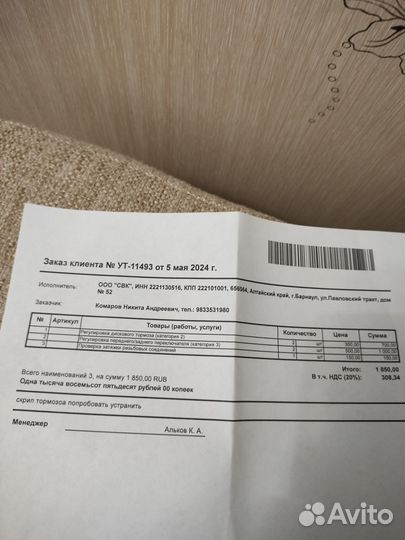 Заказ клиента № УТ-11493 от 5 мая 2024 г.
Исполнитель: ООО "СВК", ИНН 2221130516, КПП 222101001, 656064, Алтайский край, г.Барнаул, ул.Павловский тракт, дом № 52
Заказчик: Комаров Никита Андреевич, тел.: 9833531980
№ Артикул Товары (работы, услуги) Количество Цена Сумма
1 Регулировка дискового тормоза (категория 2) 2 шт 350,00 700,00
2 Регулировка переднего/заднего переключателя (категория 3) 2 шт 500,00 1 000,00
3 Проверка затяжки резьбовых соединений 1 шт 150,00 150,00
Итого: 1 850,00
В т.ч. НДС (20%): 308,34
Всего наименований 3, на сумму 1 850,00 RUB
Одна тысяча восемьсот пятьдесят рублей 00 копеек
скрип тормозоа попробовать устранить
Менеджер Альков К. А.
Avito